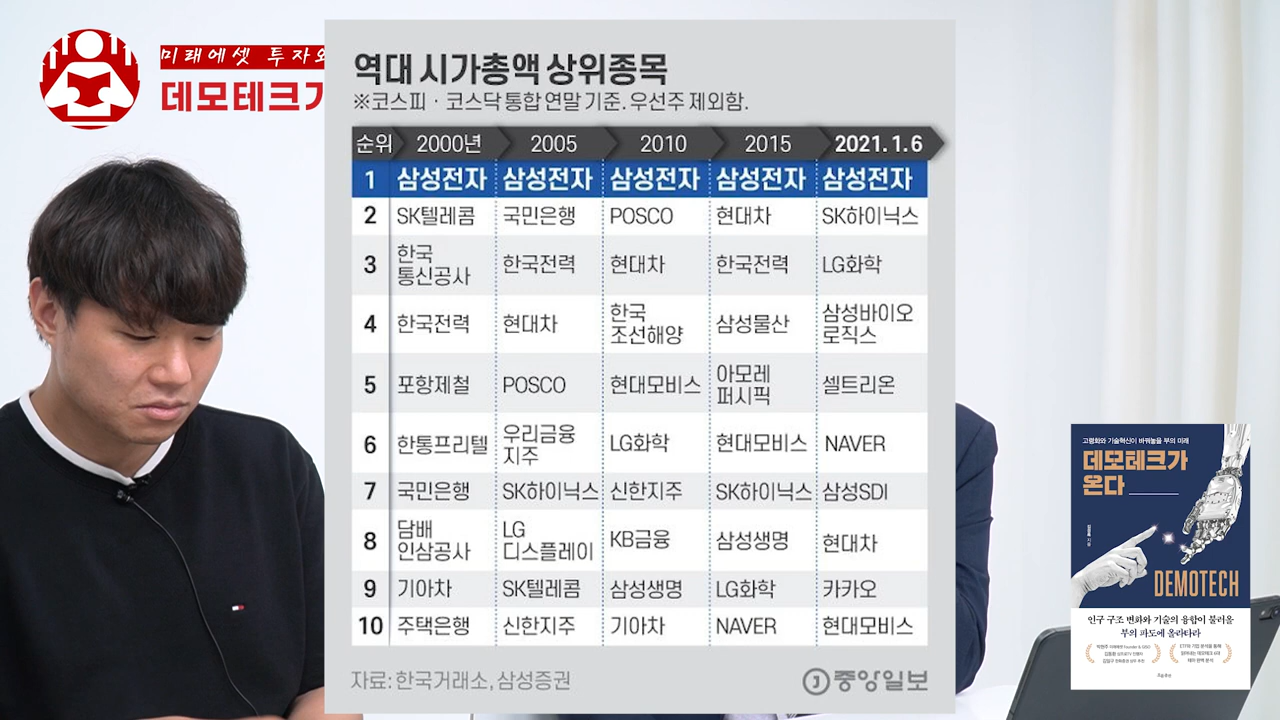 미래에셋 투자와
데모테크가
역대 시가총액 상위종목
※코스피·코스닥 통합 연말 기준. 우선주 제외함.
순위 2000년 2005 2010 2015 2021. 1. 6
1 삼성전자 삼성전자 삼성전자 삼성전자 삼성전자
2 SK텔레콤 국민은행 POSCO 현대차 SK하이닉스
3 한국 통신공사 한국전력 현대차 한국전력 LG화학
4 한국전력 현대차 한국 조선해양 삼성물산 삼성바이오 로직스
5 포항제철 POSCO 현대모비스 아모레 퍼시픽 셀트리온
6 한통프리텔 우리금융 지주 LG화학 현대모비스 NAVER
7 국민은행 SK하이닉스 신한지주 SK하이닉스 삼성SDI
8 담배 인삼공사 LG 디스플레이 KB금융 삼성생명 현대차
9 기아차 SK텔레콤 삼성생명 LG화학 카카오
10 주택은행 신한지주 기아차 NAVER 현대모비스
자료: 한국거래소, 삼성증권
중앙일보
고령화와 기술혁신이 바꿔놓을 부의 미래
데모테크가
온다
DEMOTECH
인구 구조 변화와 기술의 융합이 불러올
부의 파도에 올라타라